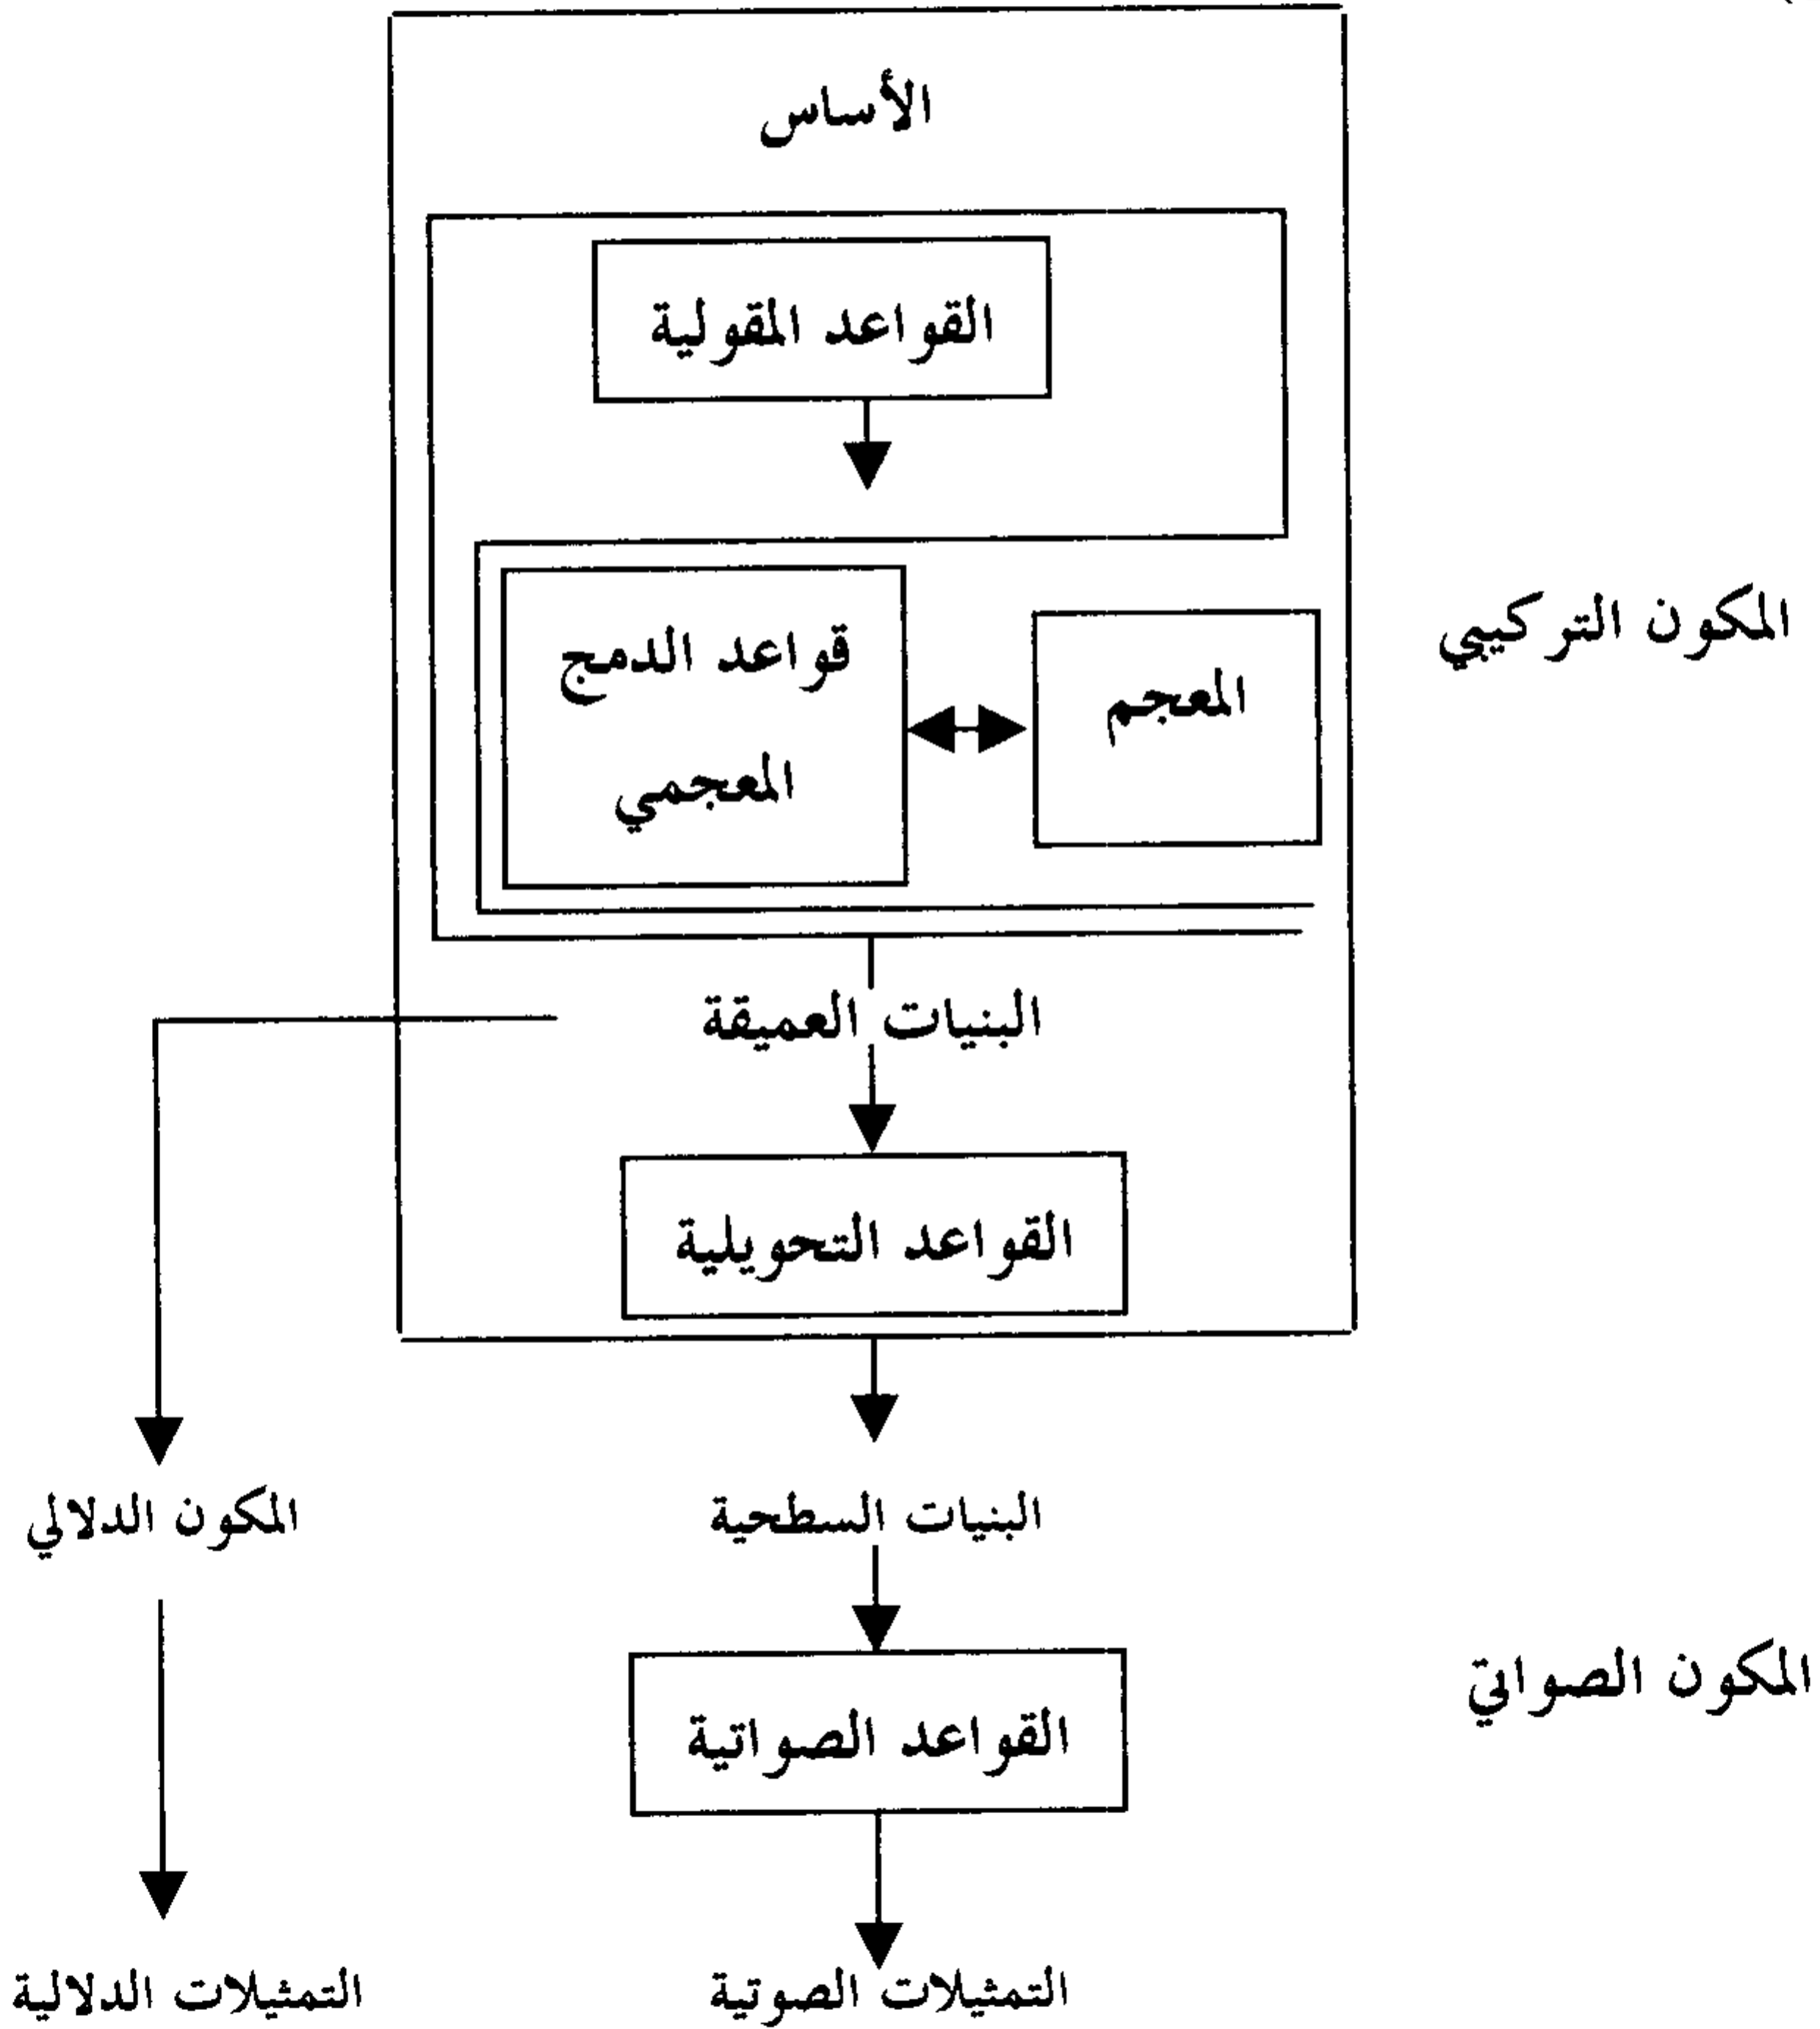 الأساس
القواعد المقولية
المكون التركيبي
المعجم
قواعد الدمج
المعجمي
البنيات العميقة
القواعد التحويلية
البنيات السطحية
المكون الدلالي
المكون الصواتي
القواعد الصواتية
التمثيلات الصوتية
التمثيلات الدلالية